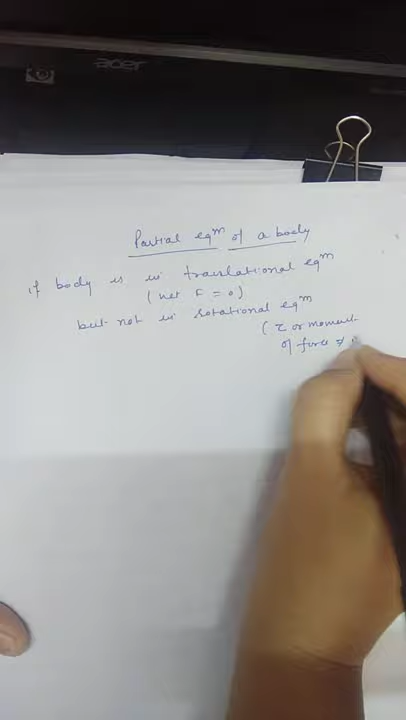 acer
Partial eqm of a body
if body is in translational eqm
( net F = 0 )
but not in rotational eqm
( τ or moment
of force ≠